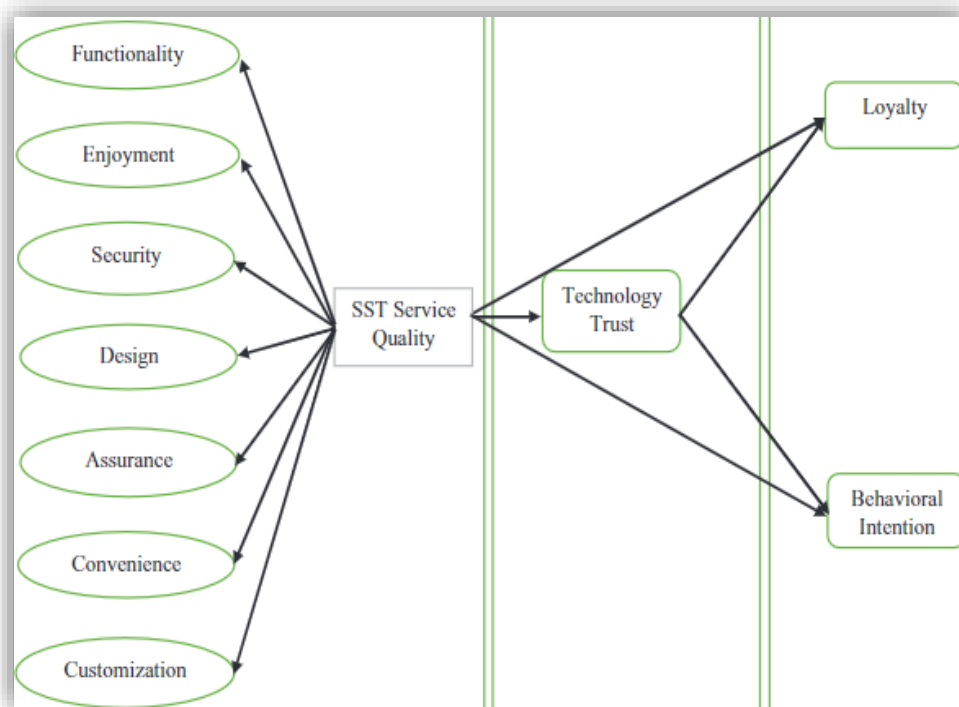 Functionality
Enjoyment
Security
Design
Assurance
Convenience
Customization
SST Service
Quality
Technology
Trust
Loyalty
Behavioral
Intention